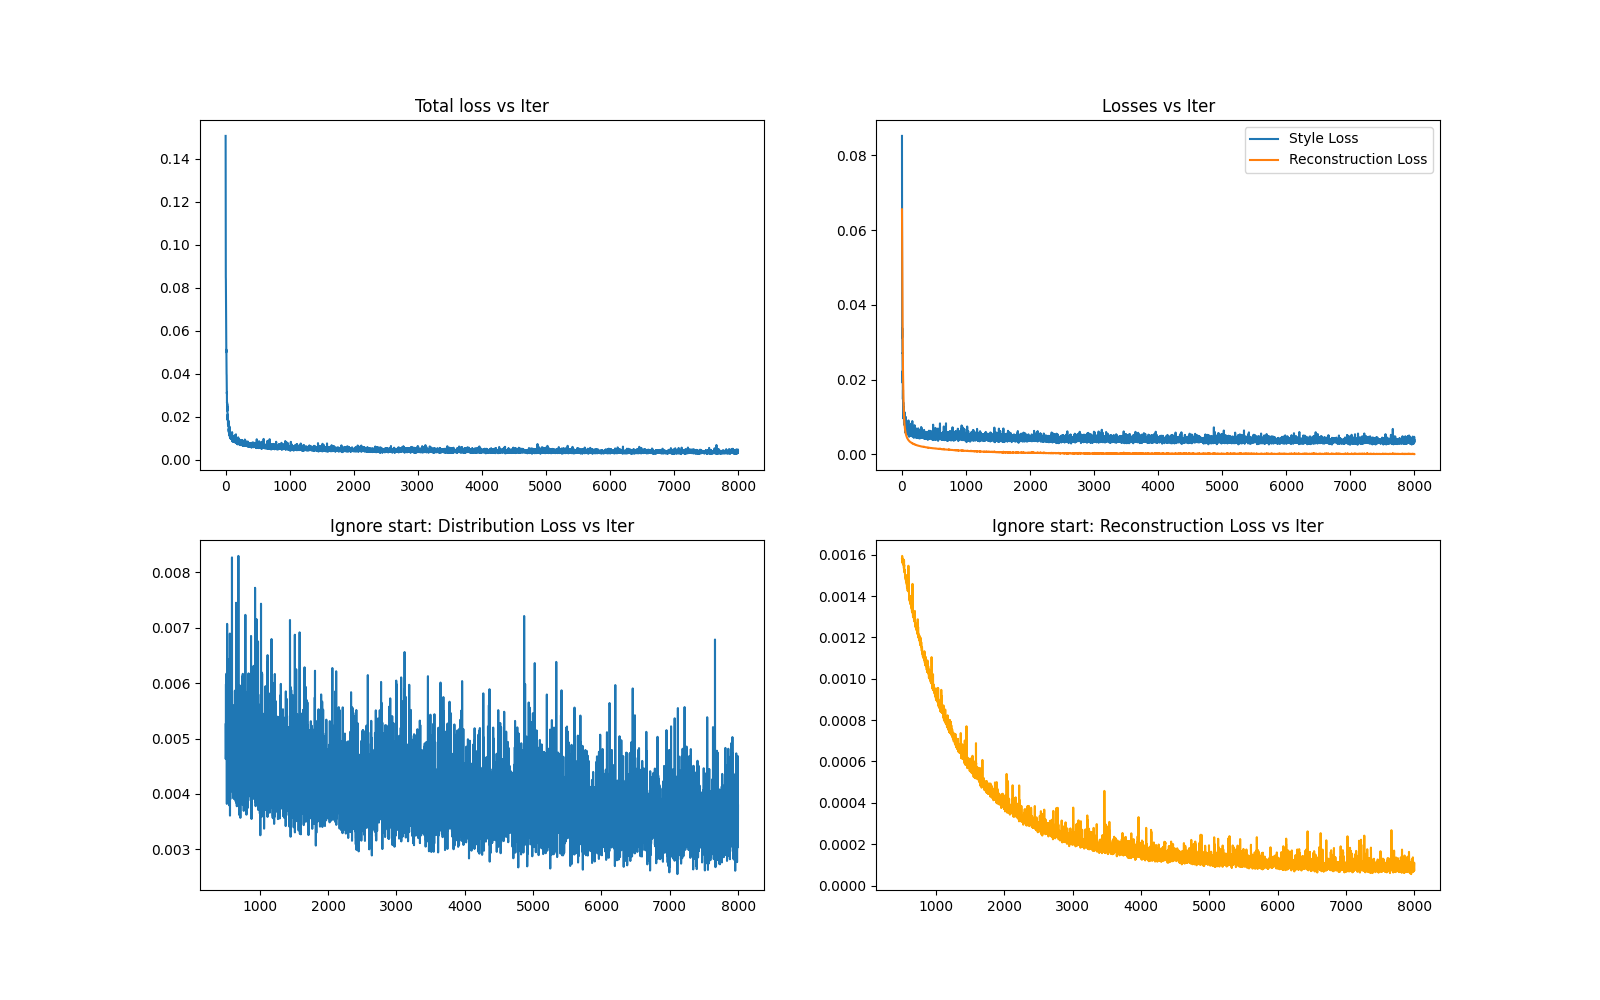 Total loss vs Iter
0.14
0.12
0.10
0.08
0.06
0.04
0.02
0.00
0 1000 2000 3000 4000 5000 6000 7000 8000
Losses vs Iter
Style Loss
Reconstruction Loss
0.08
0.06
0.04
0.02
0.00
0 1000 2000 3000 4000 5000 6000 7000 8000
Ignore start: Distribution Loss vs Iter
0.008
0.007
0.006
0.005
0.004
0.003
1000 2000 3000 4000 5000 6000 7000 8000
Ignore start: Reconstruction Loss vs Iter
0.0016
0.0014
0.0012
0.0010
0.0008
0.0006
0.0004
0.0002
0.0000
1000 2000 3000 4000 5000 6000 7000 8000